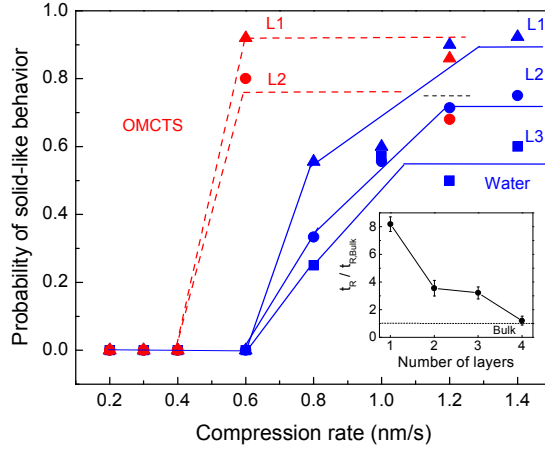 Probability of solid-like behavior
1.0
0.8
0.6
0.4
0.2
0.0
L1
L2
OMCTS
L1
L2
L3
Water
t_R / t_R,Bulk
8
6
4
2
0
Bulk
1 2 3 4
Number of layers
0.2 0.4 0.6 0.8 1.0 1.2 1.4
Compression rate (nm/s)